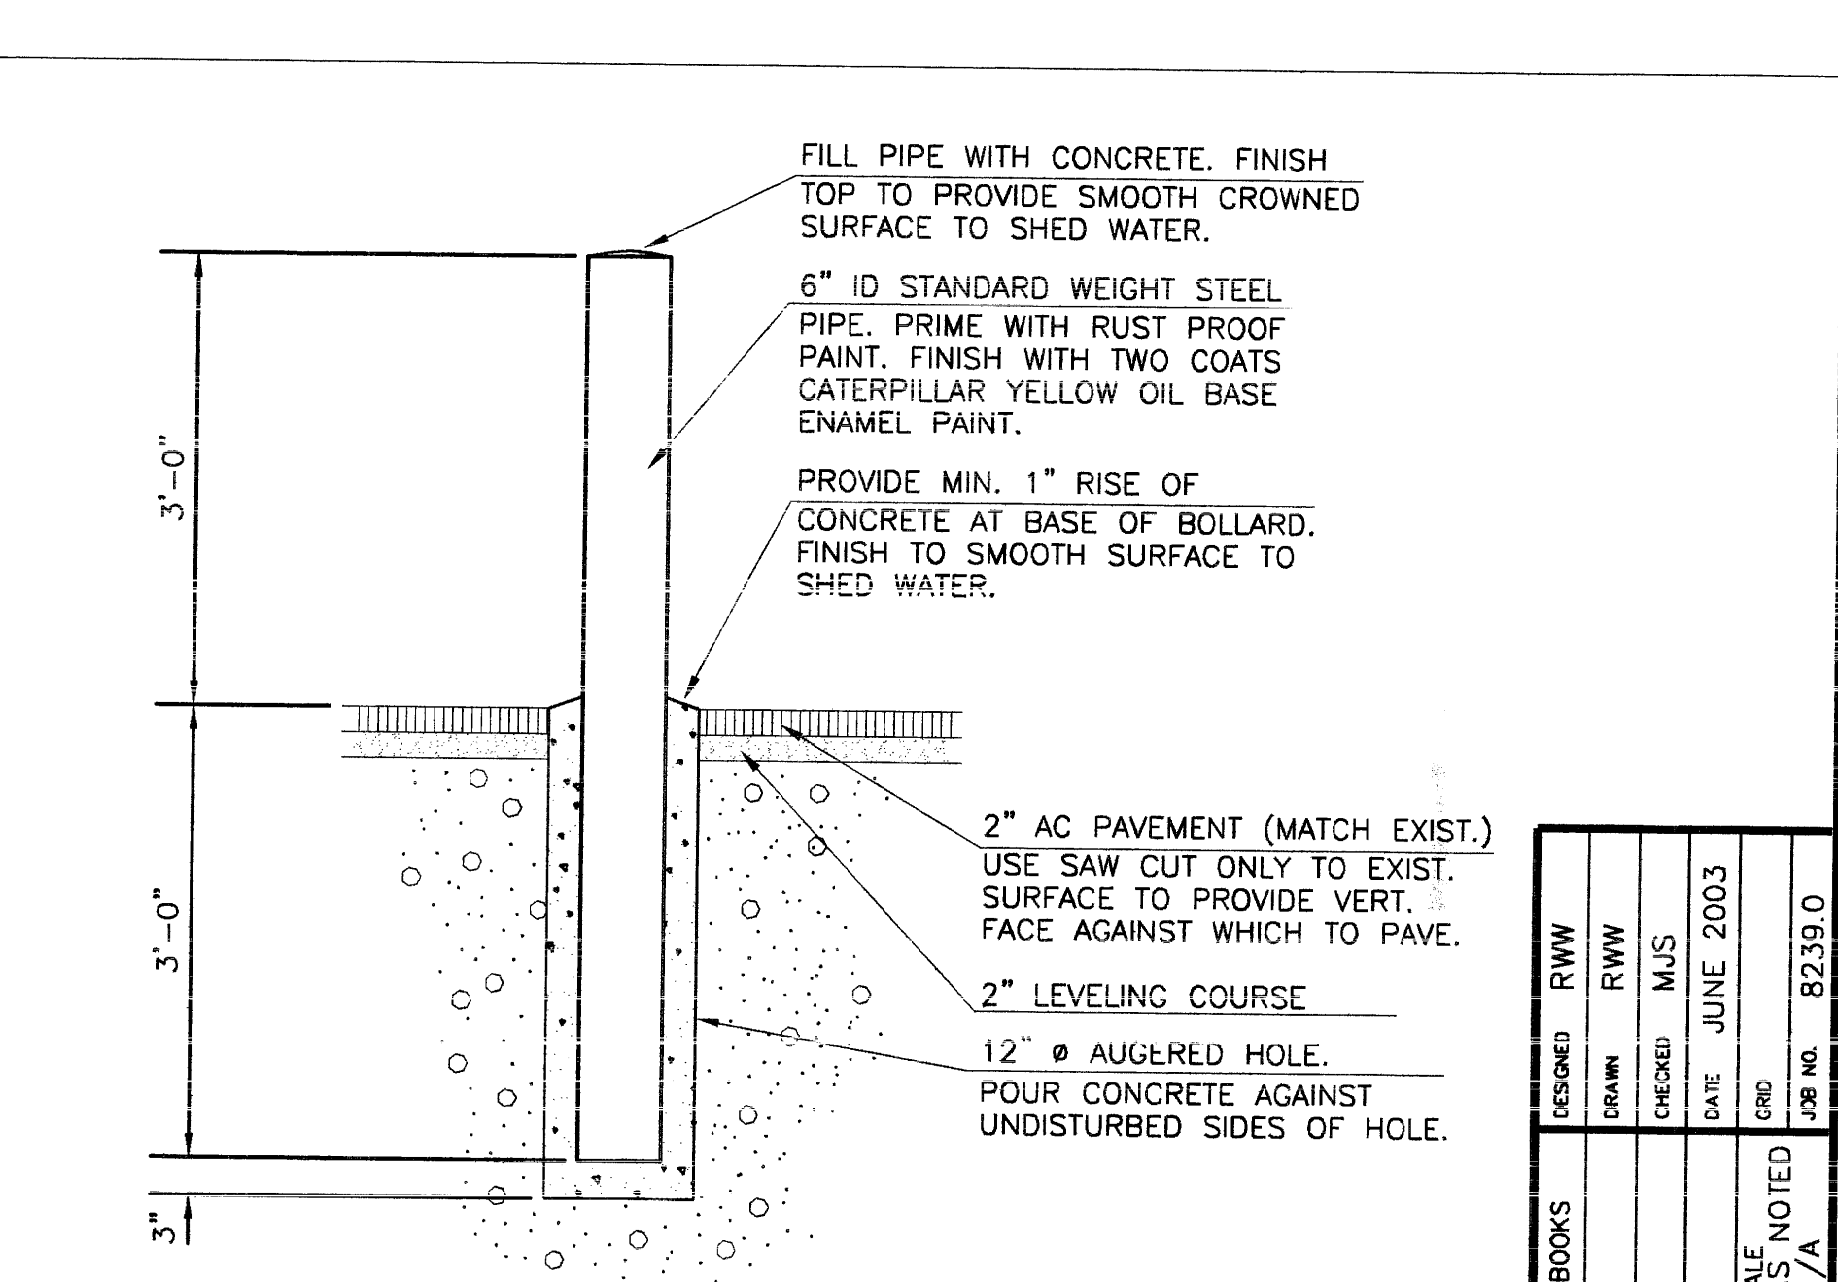 FILL PIPE WITH CONCRETE. FINISH
TOP TO PROVIDE SMOOTH CROWNED
SURFACE TO SHED WATER.
6" ID STANDARD WEIGHT STEEL
PIPE. PRIME WITH RUST PROOF
PAINT. FINISH WITH TWO COATS
CATERPILLAR YELLOW OIL BASE
ENAMEL PAINT.
3'-0"
PROVIDE MIN. 1" RISE OF
CONCRETE AT BASE OF BOLLARD.
FINISH TO SMOOTH SURFACE TO
SHED WATER.
2" AC PAVEMENT (MATCH EXIST.)
USE SAW CUT ONLY TO EXIST.
SURFACE TO PROVIDE VERT.
FACE AGAINST WHICH TO PAVE.
3'-0"
2" LEVELING COURSE
12" ø AUGERED HOLE.
POUR CONCRETE AGAINST
UNDISTURBED SIDES OF HOLE.
3"
DESIGNED RWW
DRAWN RWW
CHECKED MJS
DATE JUNE 2003
GRID
JOB NO. 8239.0
BOOKS
ALE
S NOTED
/A